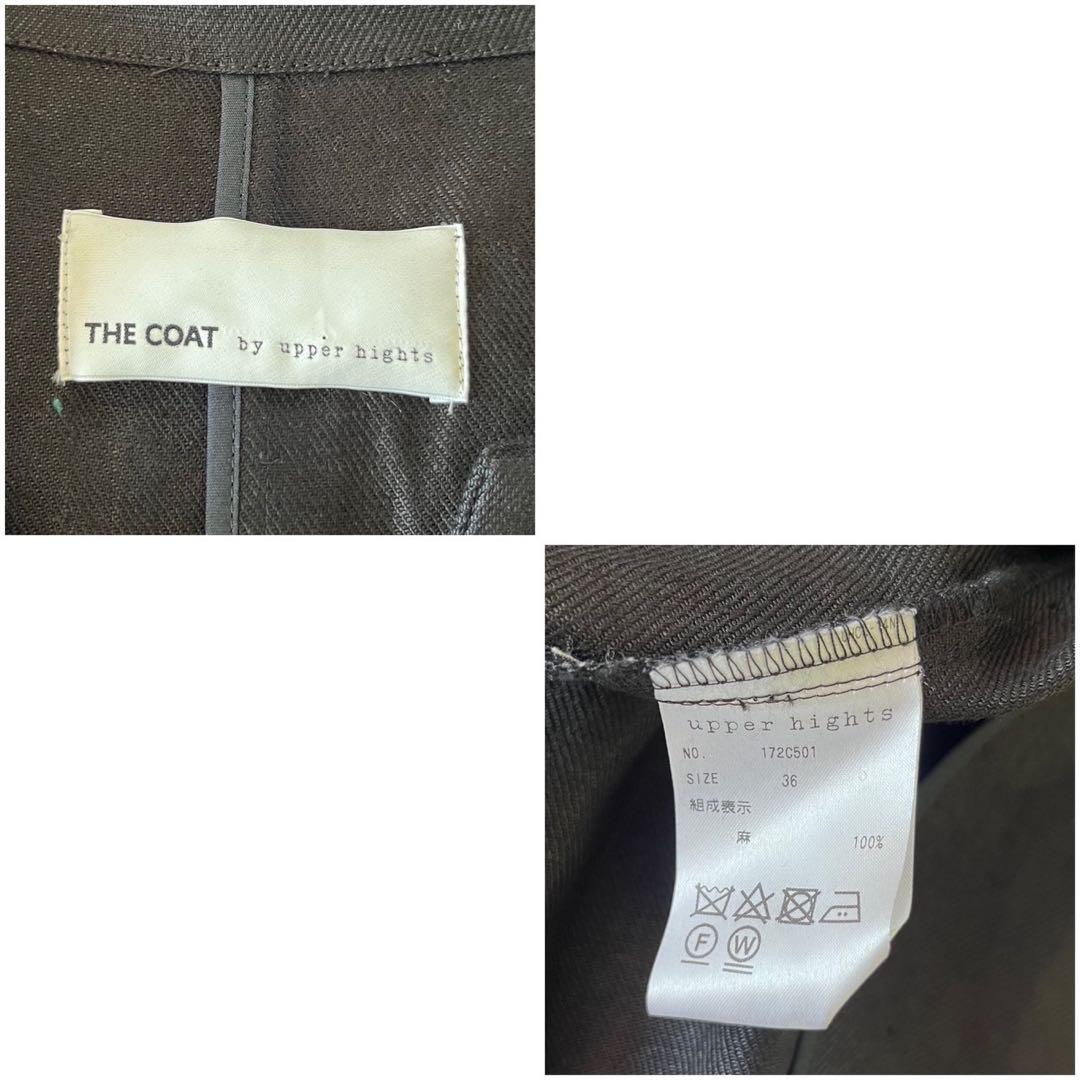 THE COAT by upper hights
upper hights
NO. 172C501
SIZE 36
組成表示
麻 100%
F W